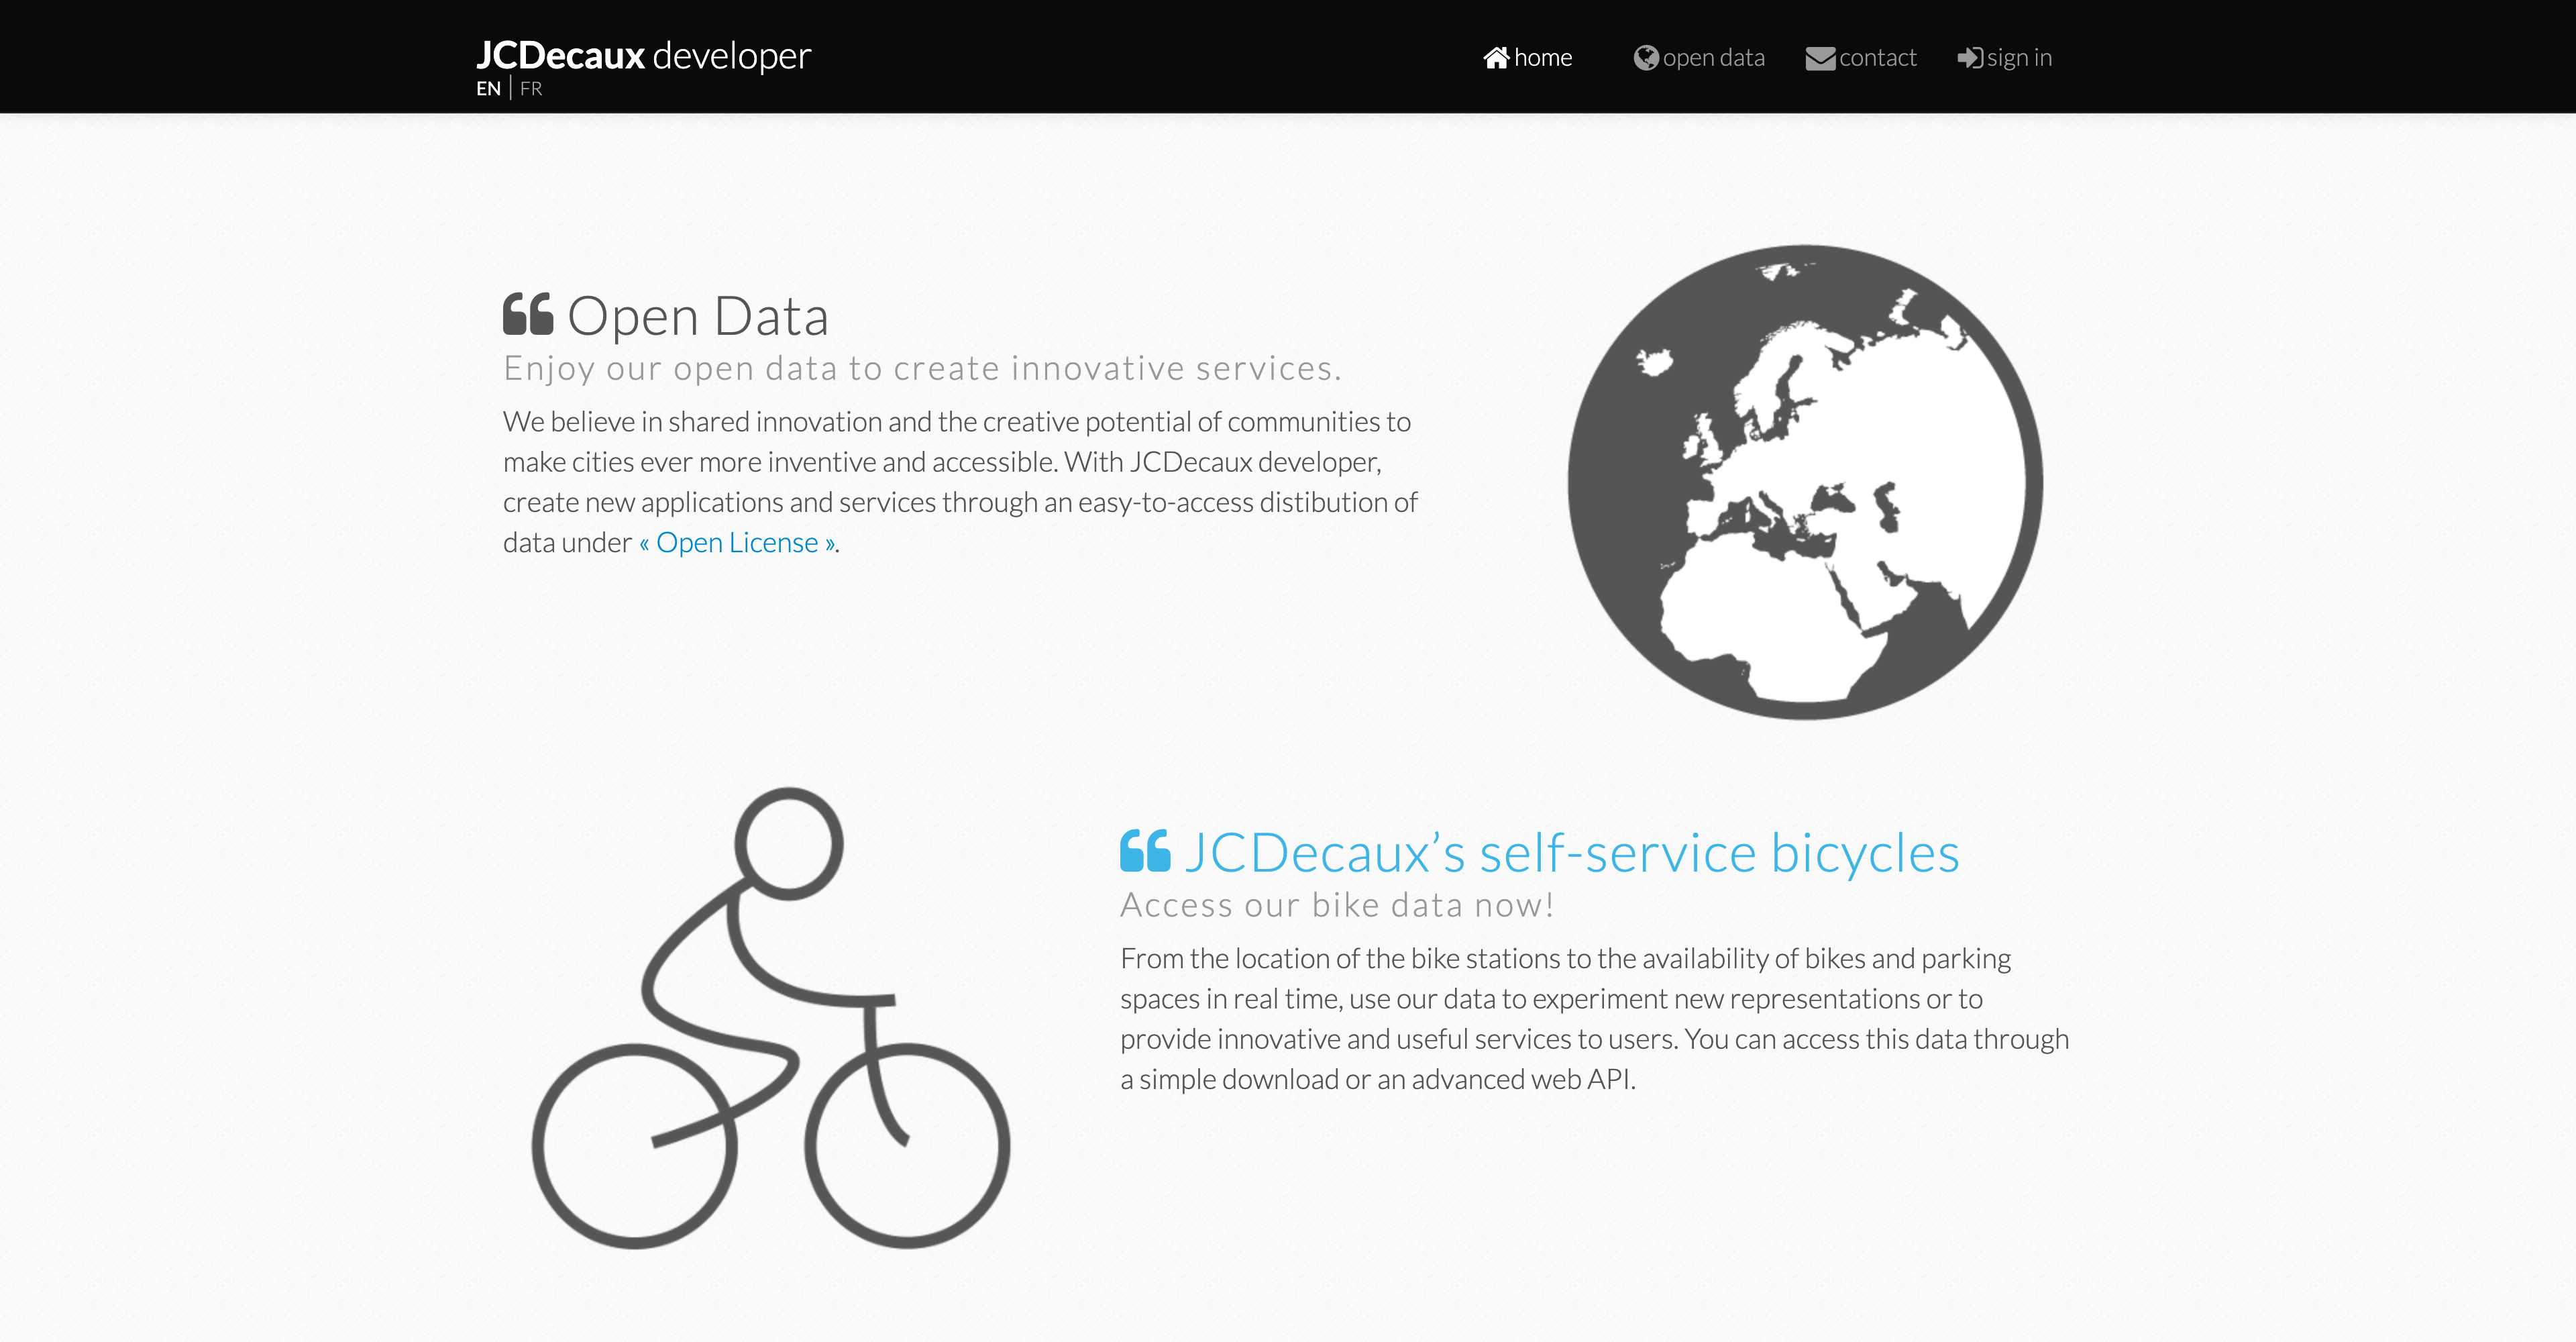 JCDecaux developer
EN | FR
home
open data
contact
sign in
Open Data
Enjoy our open data to create innovative services.
We believe in shared innovation and the creative potential of communities to
make cities ever more inventive and accessible. With JCDecaux developer,
create new applications and services through an easy-to-access distibution of
data under « Open License ».
JCDecaux’s self-service bicycles
Access our bike data now!
From the location of the bike stations to the availability of bikes and parking
spaces in real time, use our data to experiment new representations or to
provide innovative and useful services to users. You can access this data through
a simple download or an advanced web API.